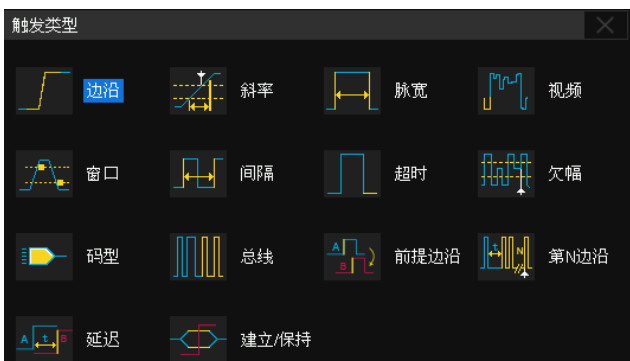 触发类型
边沿 斜率 脉宽 视频
窗口 间隔 超时 欠幅
码型 总线 A B 前提边沿 t N 第N边沿
A t B 延迟 建立/保持